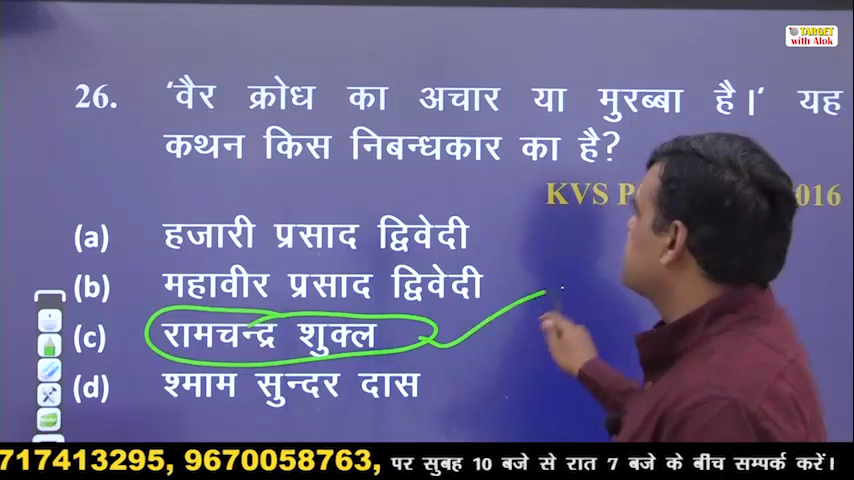 TARGET
with Alok
26. ‘वैर क्रोध का अचार या मुरब्बा है।’ यह
कथन किस निबन्धकार का है?
KVS 2016
(a) हजारी प्रसाद द्विवेदी
(b) महावीर प्रसाद द्विवेदी
(c) रामचन्द्र शुक्ल
(d) श्माम सुन्दर दास
717413295, 9670058763, पर सुबह 10 बजे से रात 7 बजे के बीच सम्पर्क करें।